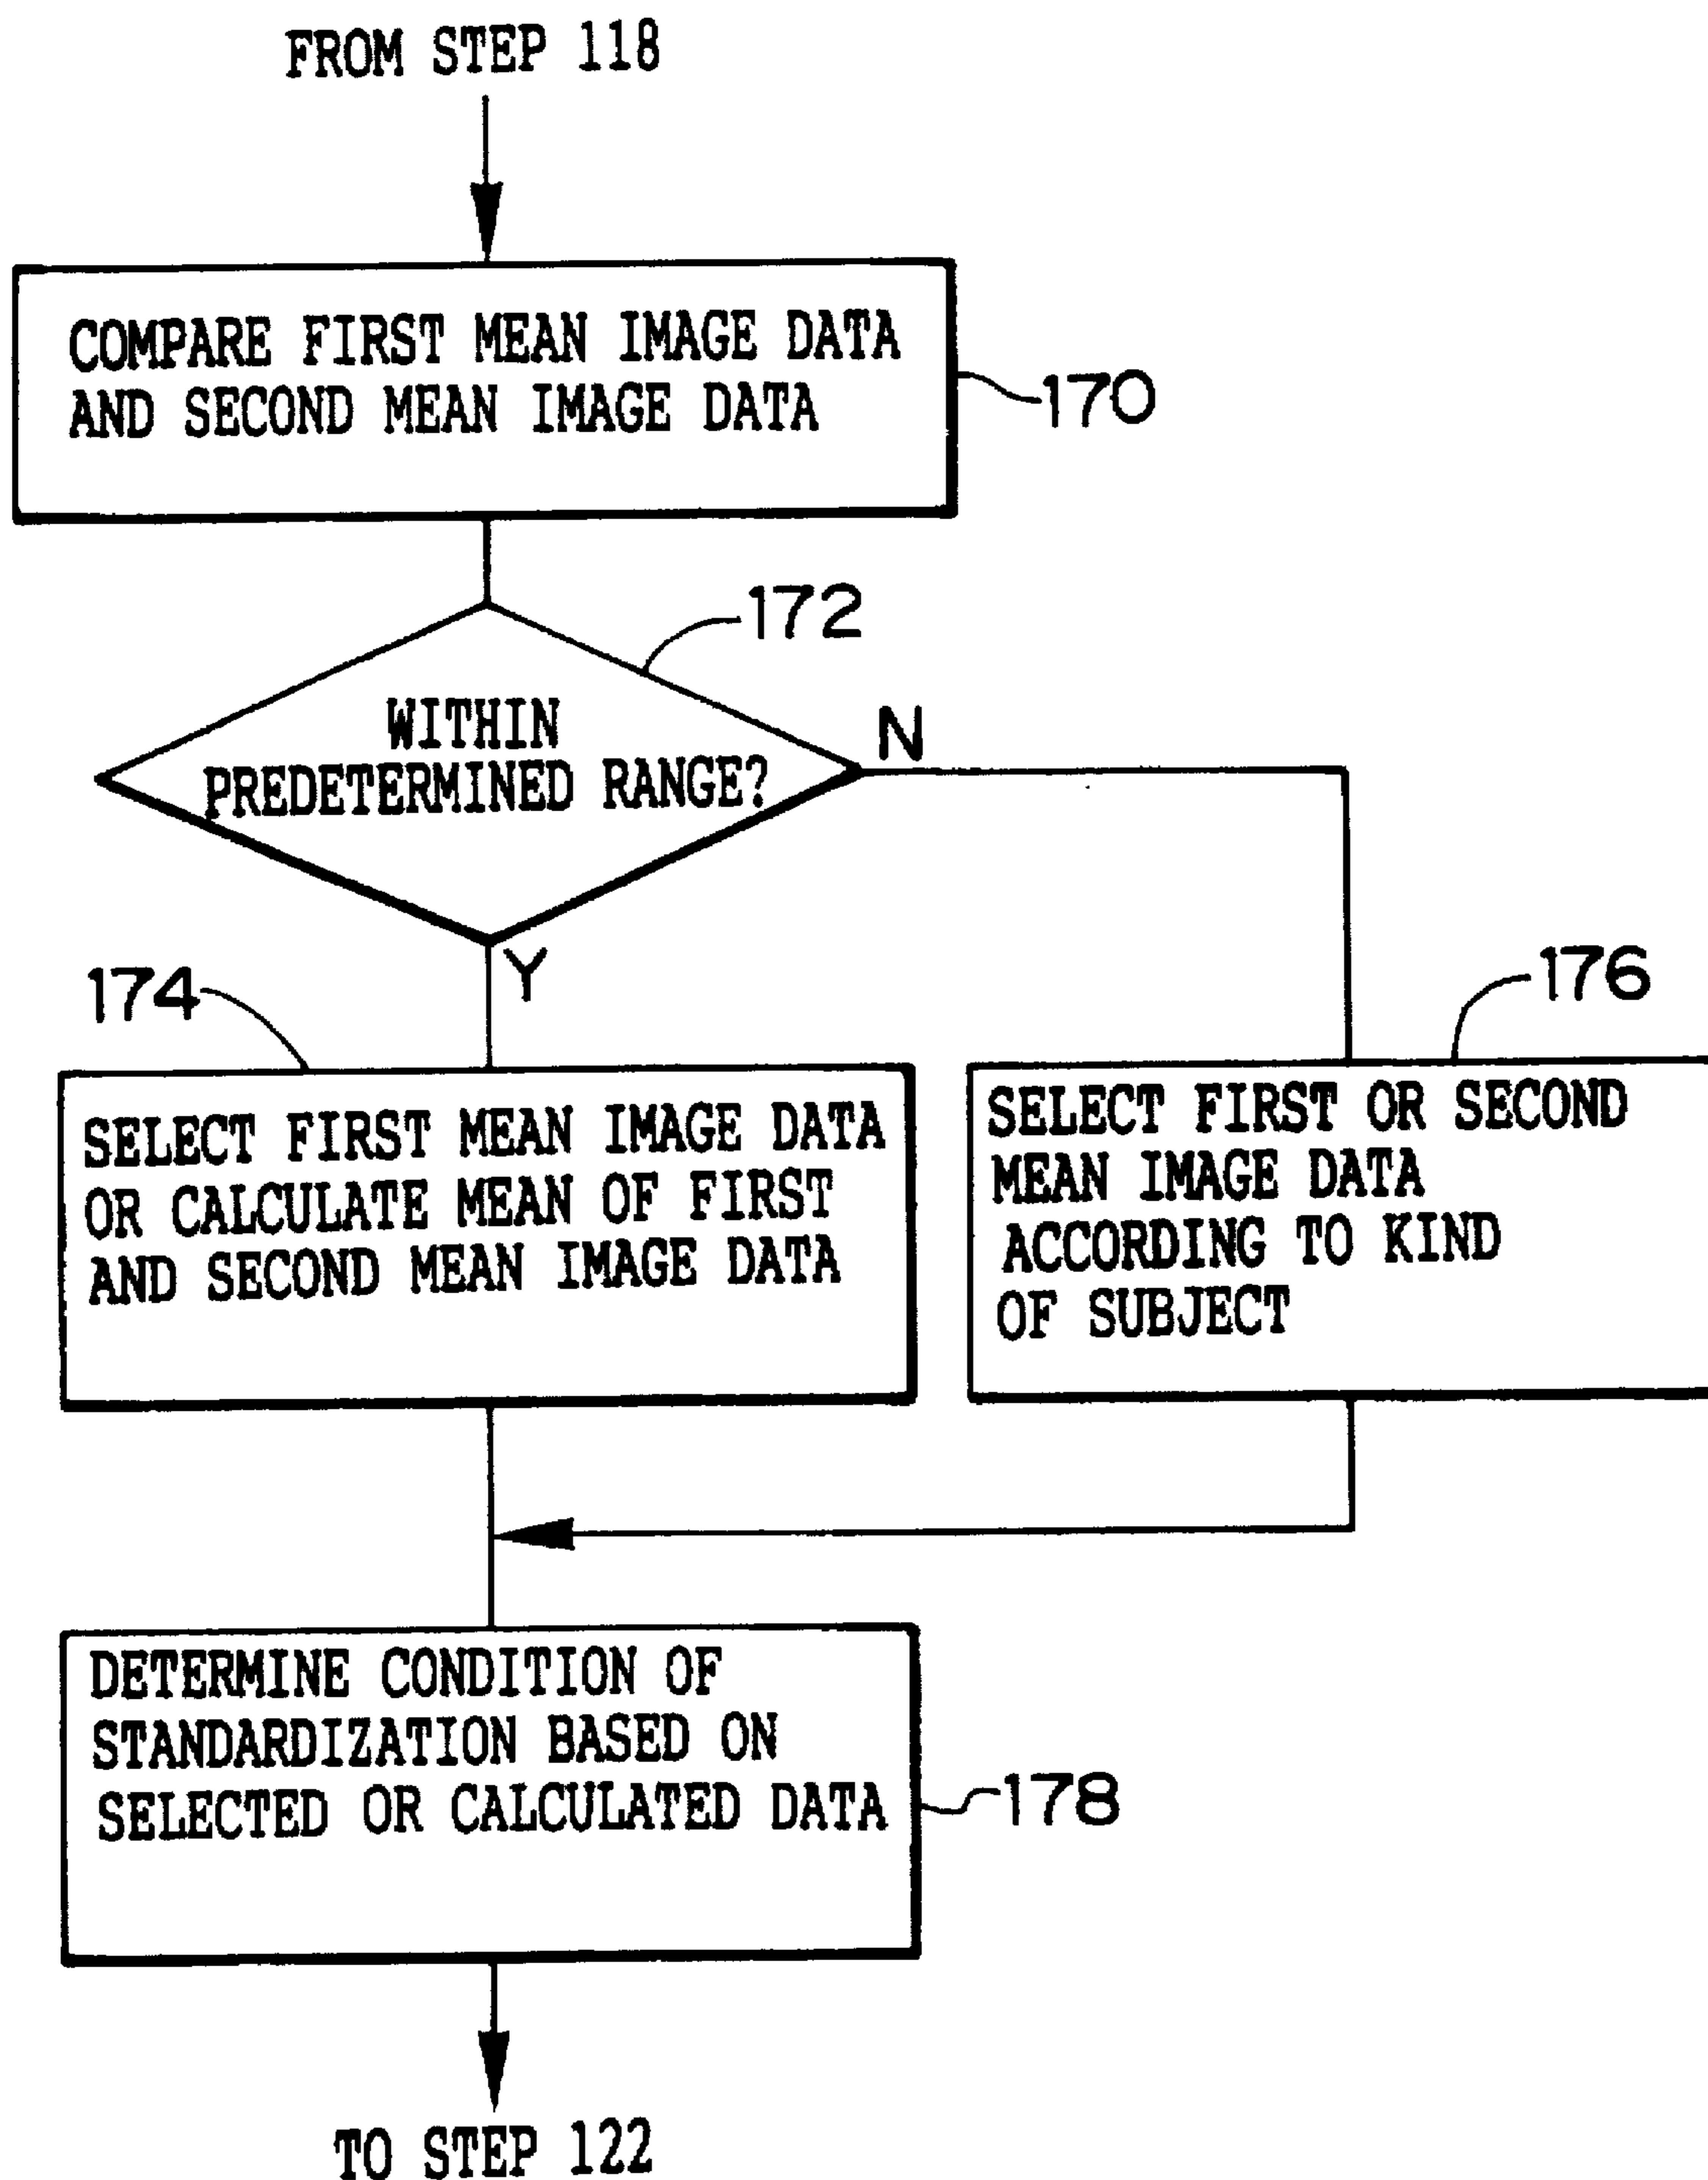 FROM STEP 118
COMPARE FIRST MEAN IMAGE DATA
AND SECOND MEAN IMAGE DATA
170
172
WITHIN
PREDETERMINED RANGE?
N
Y
174
SELECT FIRST MEAN IMAGE DATA
OR CALCULATE MEAN OF FIRST
AND SECOND MEAN IMAGE DATA
176
SELECT FIRST OR SECOND
MEAN IMAGE DATA
ACCORDING TO KIND
OF SUBJECT
DETERMINE CONDITION OF
STANDARDIZATION BASED ON
SELECTED OR CALCULATED DATA
178
TO STEP 122